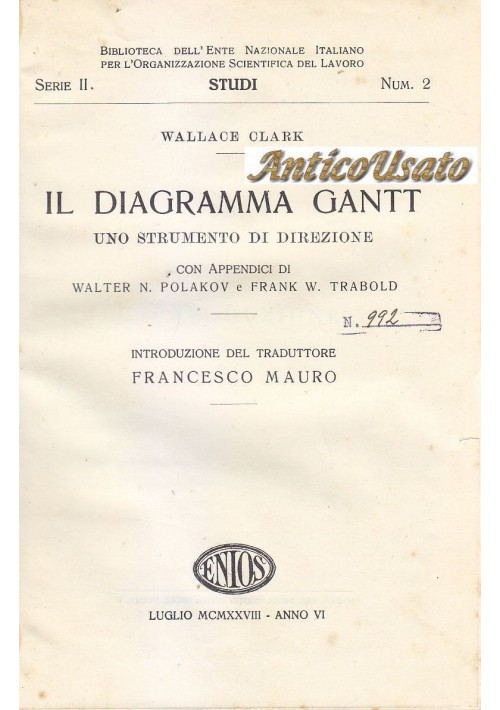 BIBLIOTECA DELL'ENTE NAZIONALE ITALIANO
PER L'ORGANIZZAZIONE SCIENTIFICA DEL LAVORO
SERIE II. STUDI NUM. 2
WALLACE CLARK
AnticoUsato
IL DIAGRAMMA GANTT
UNO STRUMENTO DI DIREZIONE
CON APPENDICI DI
WALTER N. POLAKOV e FRANK W. TRABOLD
N. 992
INTRODUZIONE DEL TRADUTTORE
FRANCESCO MAURO
ENIOS
LUGLIO MCMXXVIII - ANNO VI